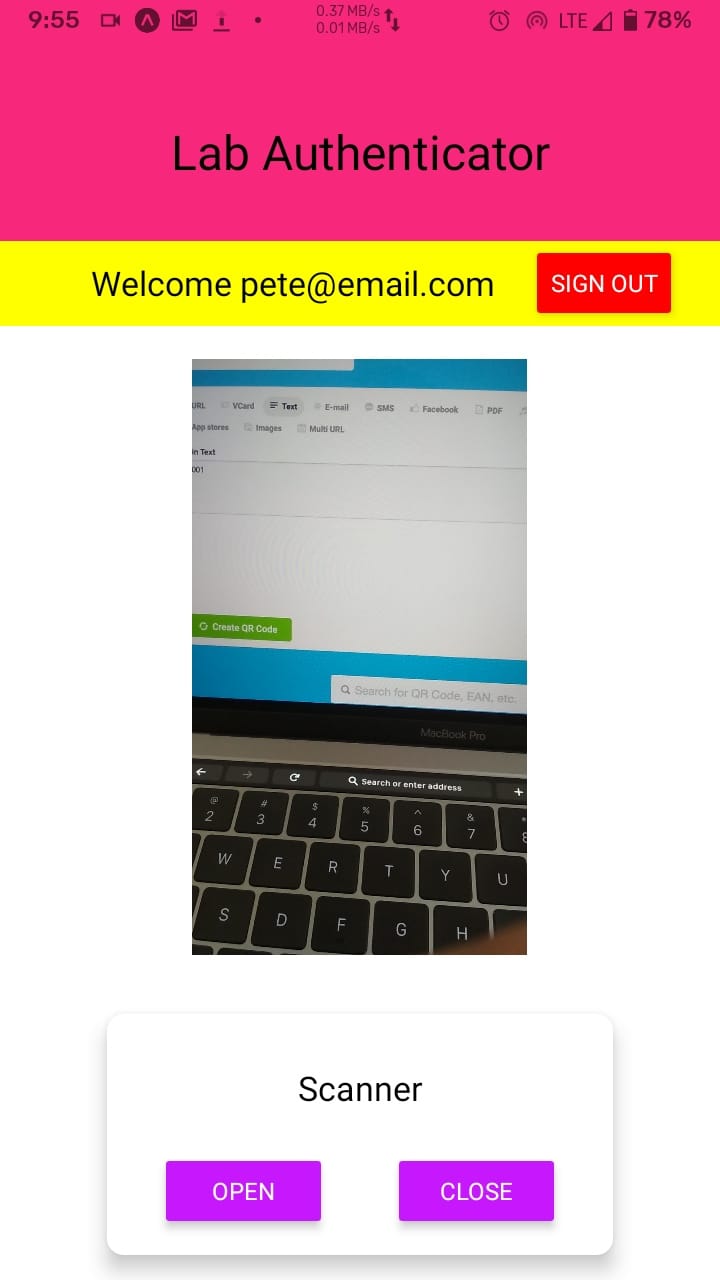 9:55
0.37 MB/s
0.01 MB/s
LTE
78%
Lab Authenticator
Welcome pete@email.com
SIGN OUT
URL VCard Text E-mail SMS Facebook PDF
App stores Images Multi URL
in Text
001
Create QR Code
Search for QR Code, EAN, etc.
MacBook Pro
Search or enter address +
@ # $ % ^ &
2 3 4 5 6 7 8
W E R T Y U
S D F G H
Scanner
OPEN CLOSE